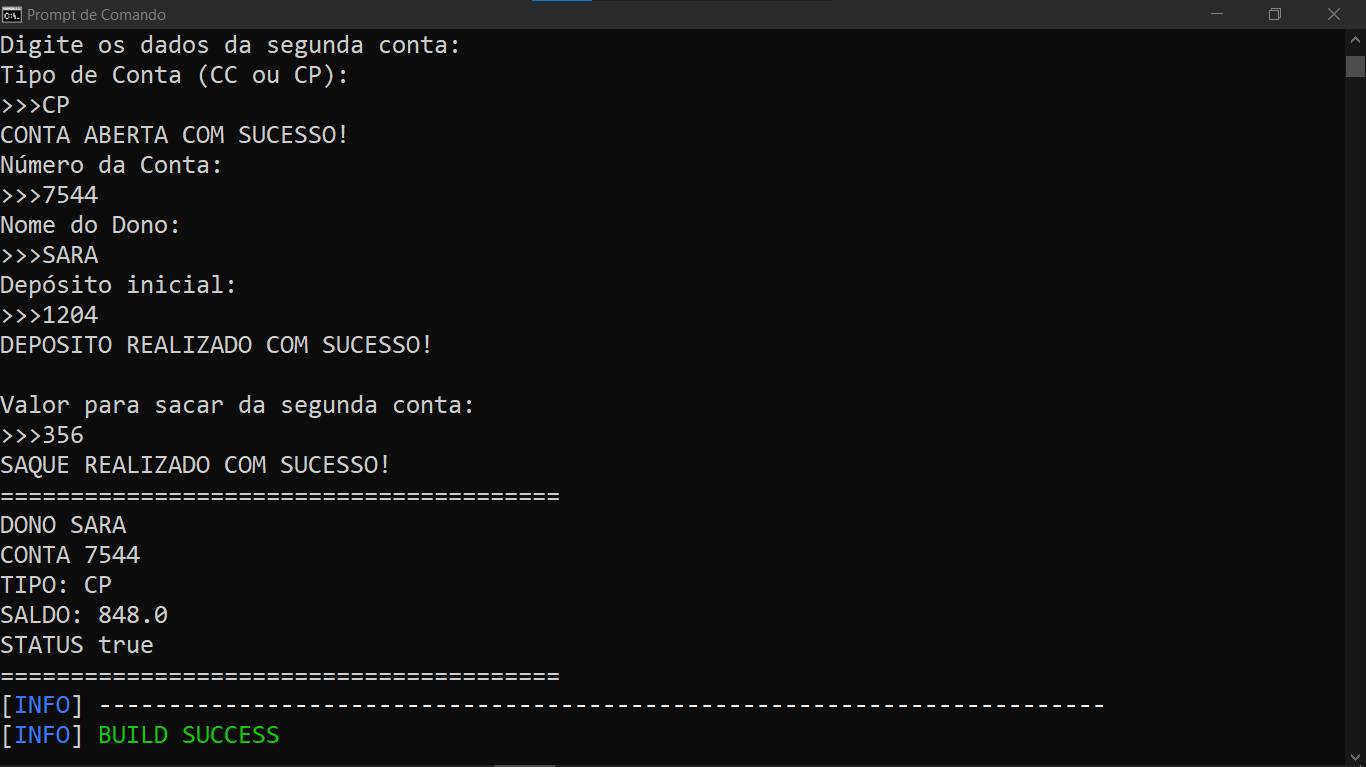 Prompt de Comando
Digite os dados da segunda conta:
Tipo de Conta (CC ou CP):
>>>CP
CONTA ABERTA COM SUCESSO!
Número da Conta:
>>>7544
Nome do Dono:
>>>SARA
Depósito inicial:
>>>1204
DEPOSITO REALIZADO COM SUCESSO!
Valor para sacar da segunda conta:
>>>356
SAQUE REALIZADO COM SUCESSO!
========================================
DONO SARA
CONTA 7544
TIPO: CP
SALDO: 848.0
STATUS true
========================================
[INFO] ------------------------------------------------------------------------
[INFO] BUILD SUCCESS